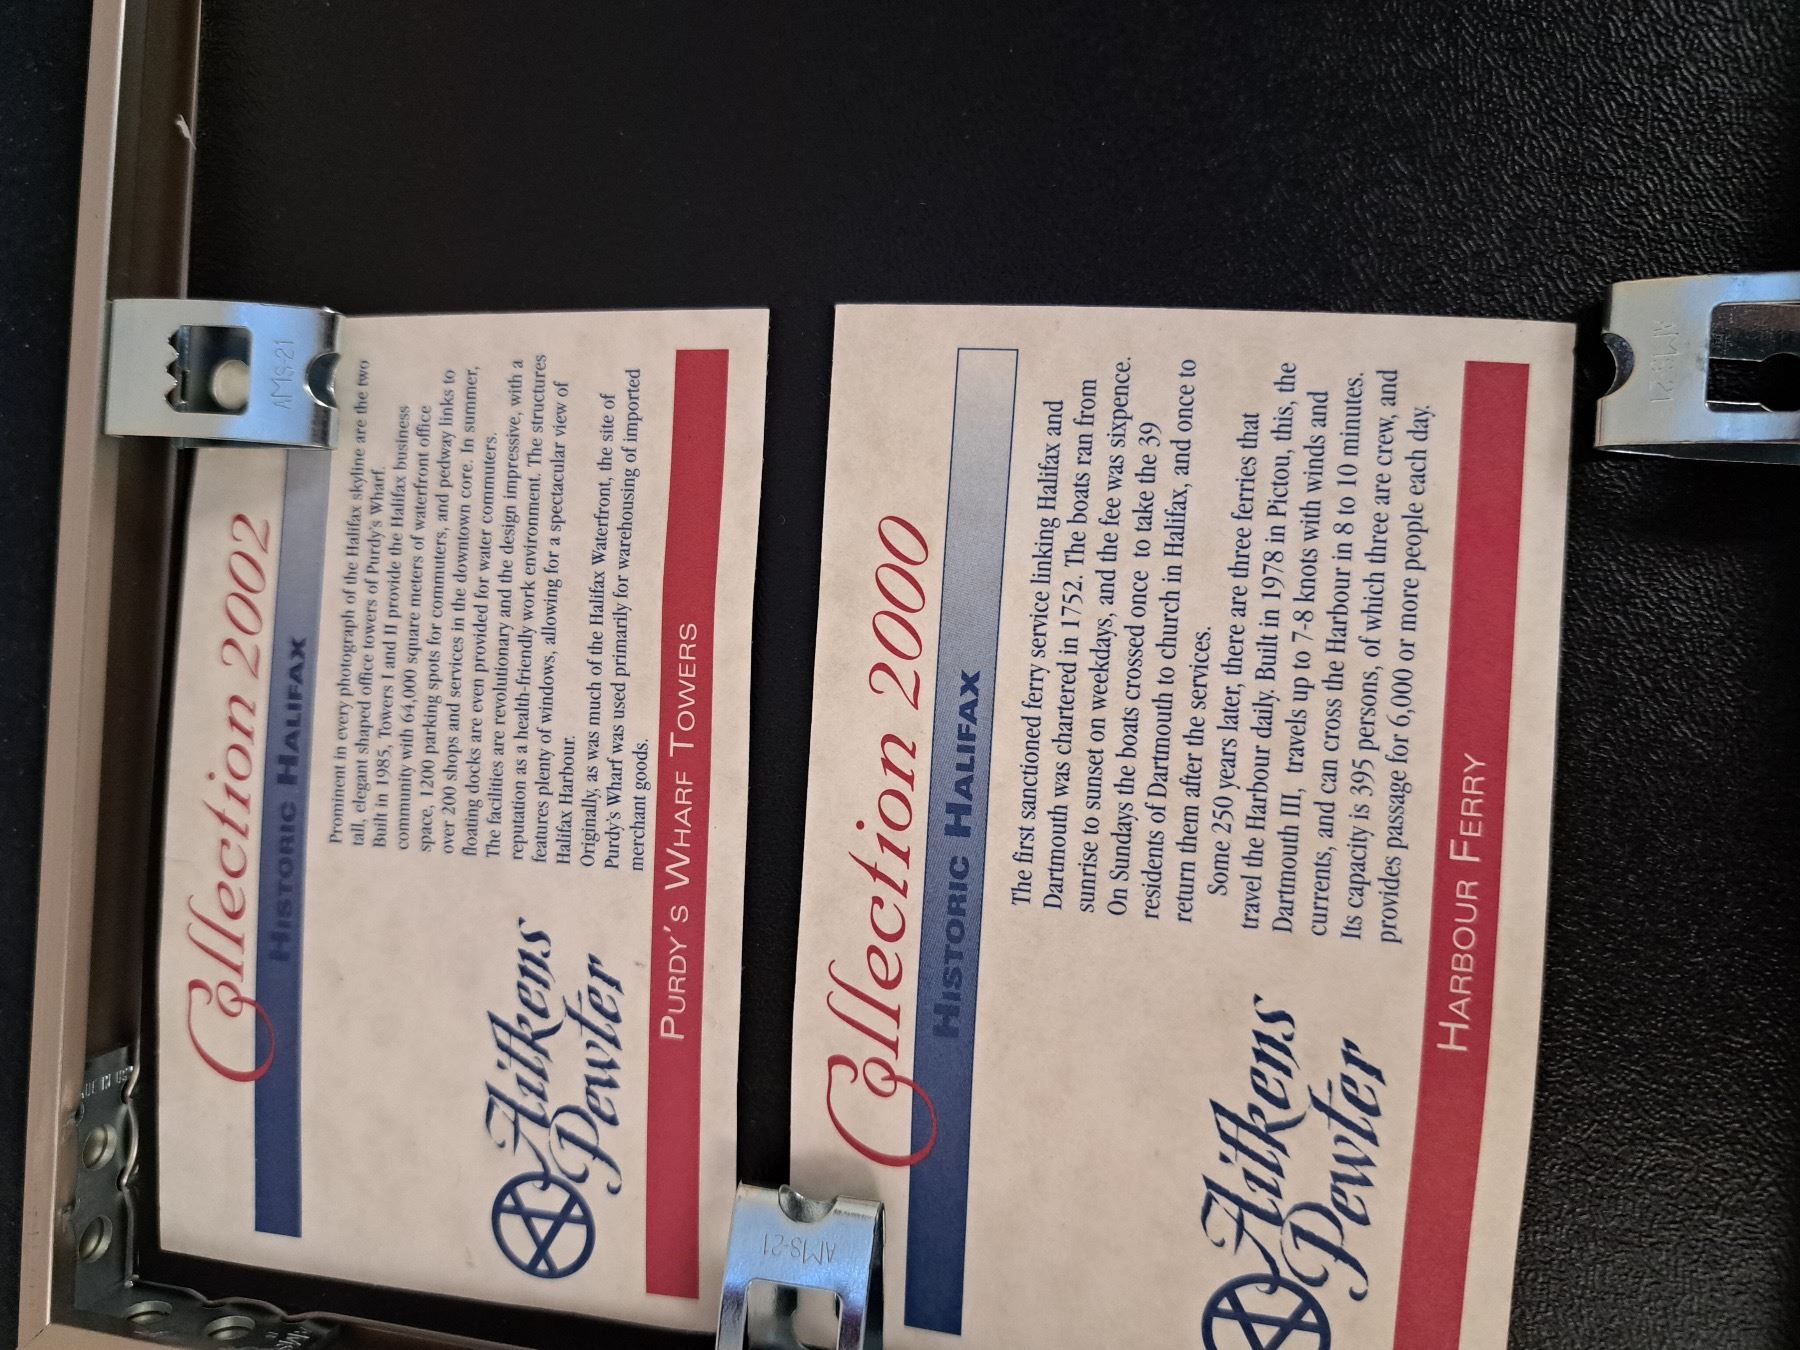 Collection 2002
HISTORIC HALIFAX
Prominent in every photograph of the Halifax skyline are the two
tall, elegant shaped office towers of Purdy's Wharf.
Built in 1985, Towers I and II provide the Halifax business
community with 64,000 square meters of waterfront office
space, 1200 parking spots for commuters, and pedway links to
over 200 shops and services in the downtown core. In summer,
floating docks are even provided for water commuters.
The facilities are revolutionary and the design impressive, with a
reputation as a health-friendly work environment. The structures
features plenty of windows, allowing for a spectacular view of
Halifax Harbour.
Originally, as was much of the Halifax Waterfront, the site of
Purdy's Wharf was used primarily for warehousing of imported
merchant goods.
Aitkens
Pewter
PURDY'S WHARF TOWERS
Collection 2000
HISTORIC HALIFAX
The first sanctioned ferry service linking Halifax and
Dartmouth was chartered in 1752. The boats ran from
sunrise to sunset on weekdays, and the fee was sixpence.
On Sundays the boats crossed once to take the 39
residents of Dartmouth to church in Halifax, and once to
return them after the services.
Some 250 years later, there are three ferries that
travel the Harbour daily. Built in 1978 in Pictou, this, the
Dartmouth III, travels up to 7-8 knots with winds and
currents, and can cross the Harbour in 8 to 10 minutes.
Its capacity is 395 persons, of which three are crew, and
provides passage for 6,000 or more people each day.
Aitkens
Pewter
HARBOUR FERRY
AMS-21
AMS-21
AMS-21